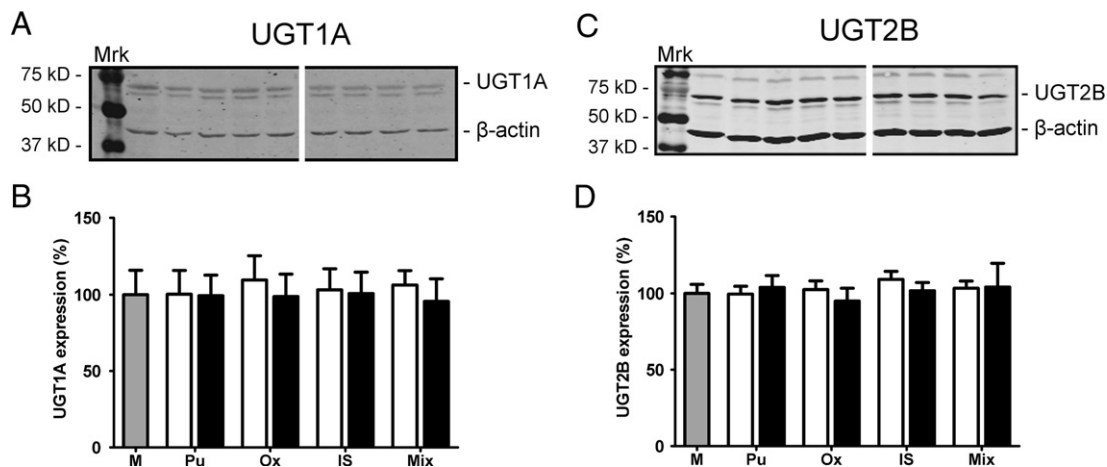 A
UGT1A
Mrk
75 kD -
50 kD -
37 kD -
- UGT1A
- β-actin
B
UGT1A expression (%)
150
100
50
0
M Pu Ox IS Mix
C
UGT2B
Mrk
75 kD -
50 kD -
37 kD -
- UGT2B
- β-actin
D
UGT2B expression (%)
150
100
50
0
M Pu Ox IS Mix